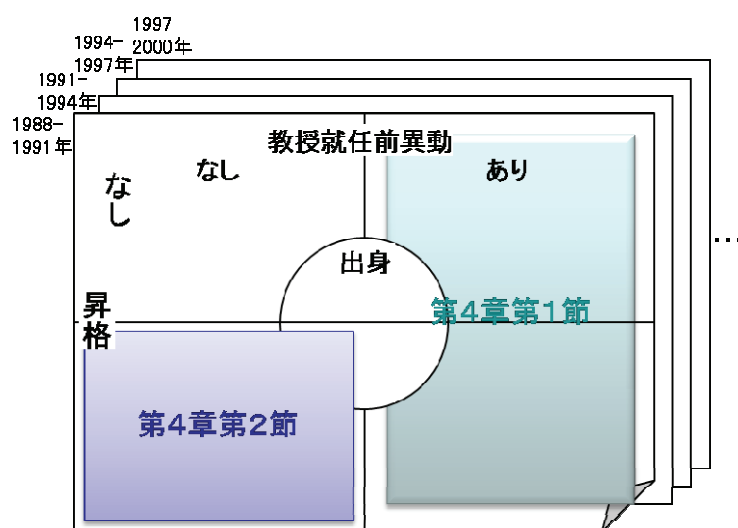 1997
2000年
1994-
1997年
1991-
1994年
1988-
1991年
教授就任前異動
なし
あり
なし
出身
昇格
第4章第1節
第4章第2節
…